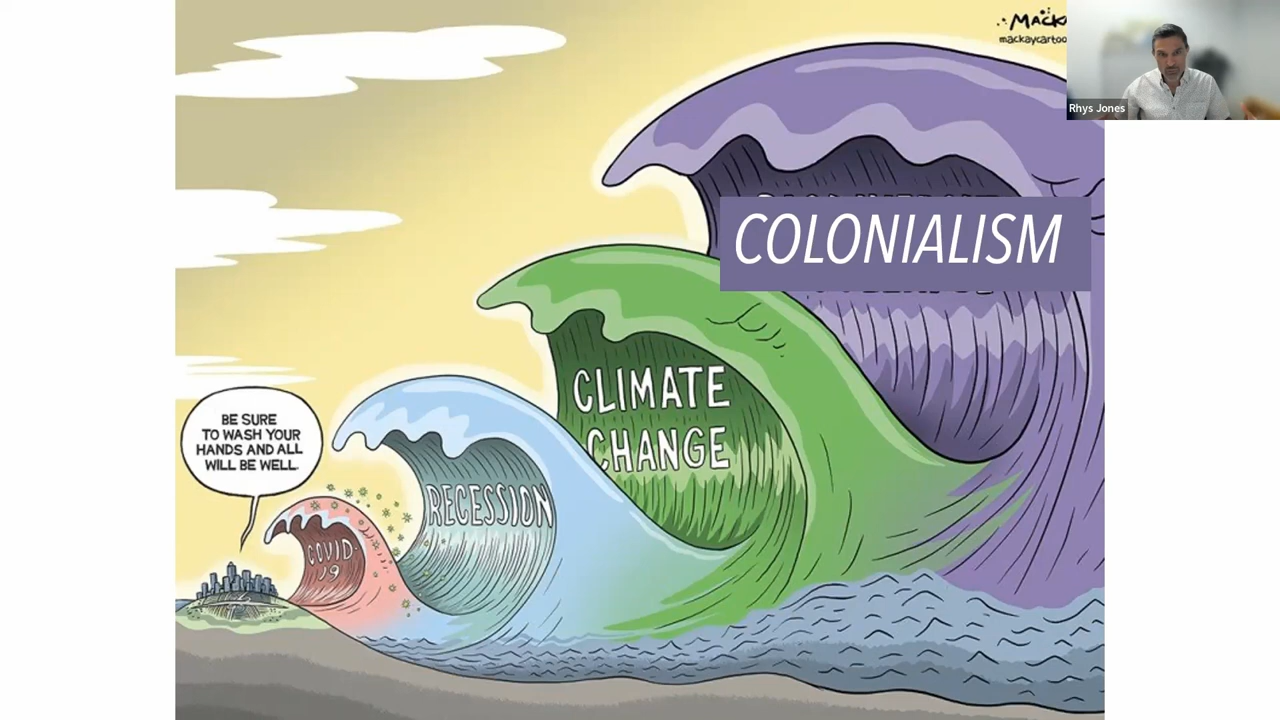 MACK
mackaycartoo
Rhys Jones
COLONIALISM
CLIMATE
CHANGE
BE SURE
TO WASH YOUR
HANDS AND ALL
WILL BE WELL.
RECESSION
COVID-
19